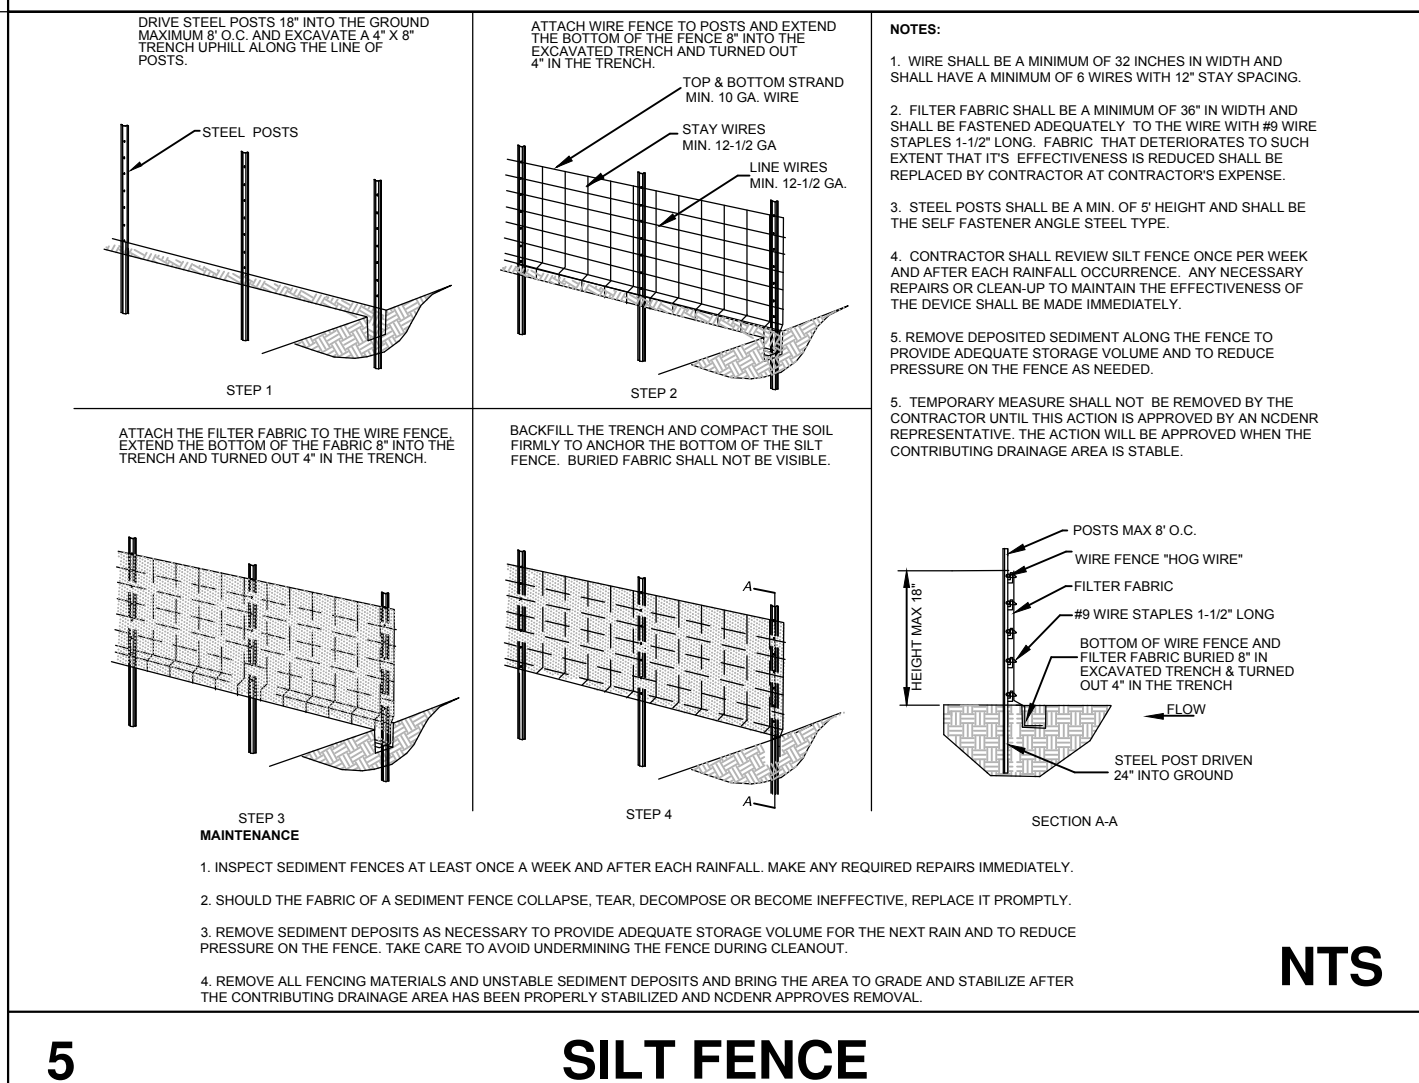 DRIVE STEEL POSTS 18" INTO THE GROUND
MAXIMUM 8' O.C. AND EXCAVATE A 4" X 8"
TRENCH UPHILL ALONG THE LINE OF
POSTS.
STEEL POSTS
STEP 1
ATTACH WIRE FENCE TO POSTS AND EXTEND
THE BOTTOM OF THE FENCE 8" INTO THE
EXCAVATED TRENCH AND TURNED OUT
4" IN THE TRENCH.
TOP & BOTTOM STRAND
MIN. 10 GA. WIRE
STAY WIRES
MIN. 12-1/2 GA
LINE WIRES
MIN. 12-1/2 GA.
STEP 2
ATTACH THE FILTER FABRIC TO THE WIRE FENCE,
EXTEND THE BOTTOM OF THE FABRIC 8" INTO THE
TRENCH AND TURNED OUT 4" IN THE TRENCH.
STEP 3
BACKFILL THE TRENCH AND COMPACT THE SOIL
FIRMLY TO ANCHOR THE BOTTOM OF THE SILT
FENCE. BURIED FABRIC SHALL NOT BE VISIBLE.
A
A
STEP 4
NOTES:
1. WIRE SHALL BE A MINIMUM OF 32 INCHES IN WIDTH AND
SHALL HAVE A MINIMUM OF 6 WIRES WITH 12" STAY SPACING.
2. FILTER FABRIC SHALL BE A MINIMUM OF 36" IN WIDTH AND
SHALL BE FASTENED ADEQUATELY TO THE WIRE WITH #9 WIRE
STAPLES 1-1/2" LONG. FABRIC THAT DETERIORATES TO SUCH
EXTENT THAT IT'S EFFECTIVENESS IS REDUCED SHALL BE
REPLACED BY CONTRACTOR AT CONTRACTOR'S EXPENSE.
3. STEEL POSTS SHALL BE A MIN. OF 5' HEIGHT AND SHALL BE
THE SELF FASTENER ANGLE STEEL TYPE.
4. CONTRACTOR SHALL REVIEW SILT FENCE ONCE PER WEEK
AND AFTER EACH RAINFALL OCCURRENCE. ANY NECESSARY
REPAIRS OR CLEAN-UP TO MAINTAIN THE EFFECTIVENESS OF
THE DEVICE SHALL BE MADE IMMEDIATELY.
5. REMOVE DEPOSITED SEDIMENT ALONG THE FENCE TO
PROVIDE ADEQUATE STORAGE VOLUME AND TO REDUCE
PRESSURE ON THE FENCE AS NEEDED.
5. TEMPORARY MEASURE SHALL NOT BE REMOVED BY THE
CONTRACTOR UNTIL THIS ACTION IS APPROVED BY AN NCDENR
REPRESENTATIVE. THE ACTION WILL BE APPROVED WHEN THE
CONTRIBUTING DRAINAGE AREA IS STABLE.
POSTS MAX 8' O.C.
WIRE FENCE "HOG WIRE"
FILTER FABRIC
#9 WIRE STAPLES 1-1/2" LONG
BOTTOM OF WIRE FENCE AND
FILTER FABRIC BURIED 8" IN
EXCAVATED TRENCH & TURNED
OUT 4" IN THE TRENCH
FLOW
HEIGHT MAX 18"
STEEL POST DRIVEN
24" INTO GROUND
SECTION A-A
MAINTENANCE
1. INSPECT SEDIMENT FENCES AT LEAST ONCE A WEEK AND AFTER EACH RAINFALL. MAKE ANY REQUIRED REPAIRS IMMEDIATELY.
2. SHOULD THE FABRIC OF A SEDIMENT FENCE COLLAPSE, TEAR, DECOMPOSE OR BECOME INEFFECTIVE, REPLACE IT PROMPTLY.
3. REMOVE SEDIMENT DEPOSITS AS NECESSARY TO PROVIDE ADEQUATE STORAGE VOLUME FOR THE NEXT RAIN AND TO REDUCE
PRESSURE ON THE FENCE. TAKE CARE TO AVOID UNDERMINING THE FENCE DURING CLEANOUT.
4. REMOVE ALL FENCING MATERIALS AND UNSTABLE SEDIMENT DEPOSITS AND BRING THE AREA TO GRADE AND STABILIZE AFTER
THE CONTRIBUTING DRAINAGE AREA HAS BEEN PROPERLY STABILIZED AND NCDENR APPROVES REMOVAL.
NTS
5
SILT FENCE